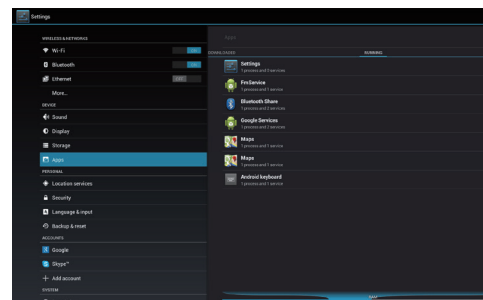 Settings
WIRELESS & NETWORKS
Wi-Fi
ON
Bluetooth
ON
Ethernet
OFF
More...
DEVICE
Sound
Display
Storage
Apps
PERSONAL
Location services
Security
Language & input
Backup & reset
ACCOUNTS
Google
Skype™
Add account
SYSTEM
Apps
DOWNLOADED
RUNNING
Settings
1 process and 0 services
FmService
1 process and 1 service
Bluetooth Share
1 process and 2 services
Google Services
1 process and 2 services
Maps
1 process and 1 service
Maps
1 process and 1 service
Android keyboard
1 process and 1 service
RAM